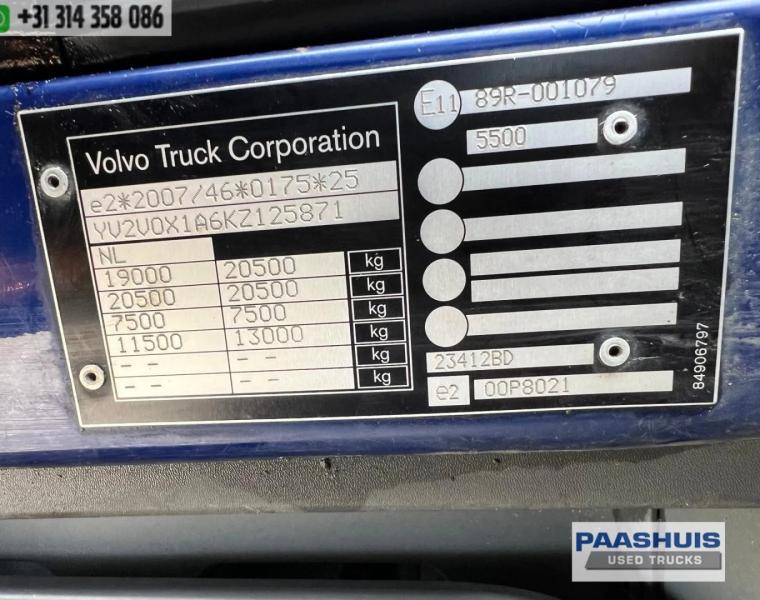 +31 314 358 086
Volvo Truck Corporation
e2*2007/46*0175*25
YV2V0X1A6KZ125871
NL
19000 20500 kg
20500 20500 kg
7500 7500 kg
11500 13000 kg
-- -- kg
-- -- kg
E11 89R-001079
5500
23412BD
e2 00P8021
84906797
PAASHUIS
USED TRUCKS